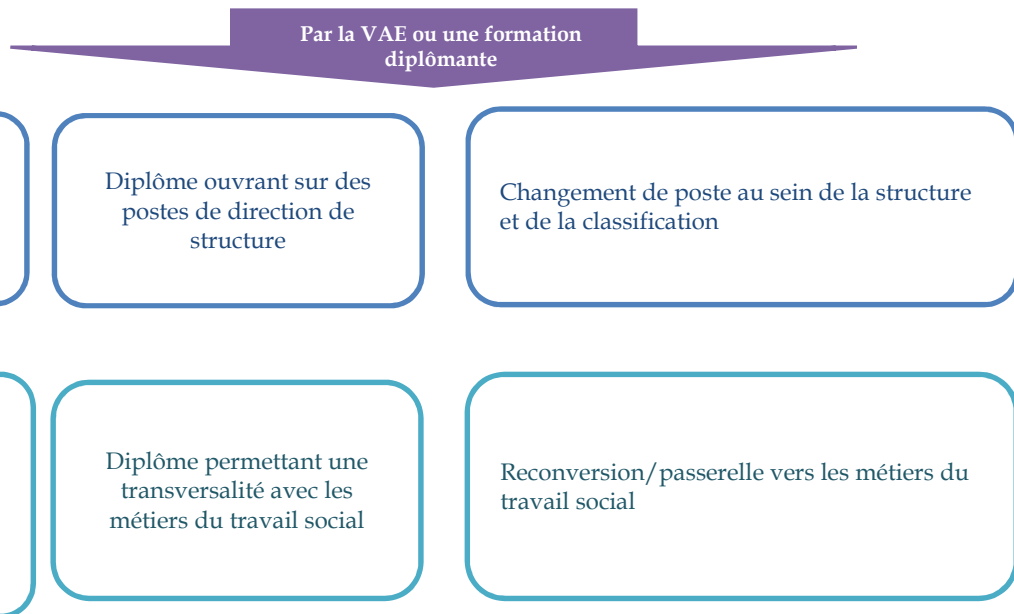 Par la VAE ou une formation
diplômante
Diplôme ouvrant sur des
postes de direction de
structure
Changement de poste au sein de la structure
et de la classification
Diplôme permettant une
transversalité avec les
métiers du travail social
Reconversion/passerelle vers les métiers du
travail social